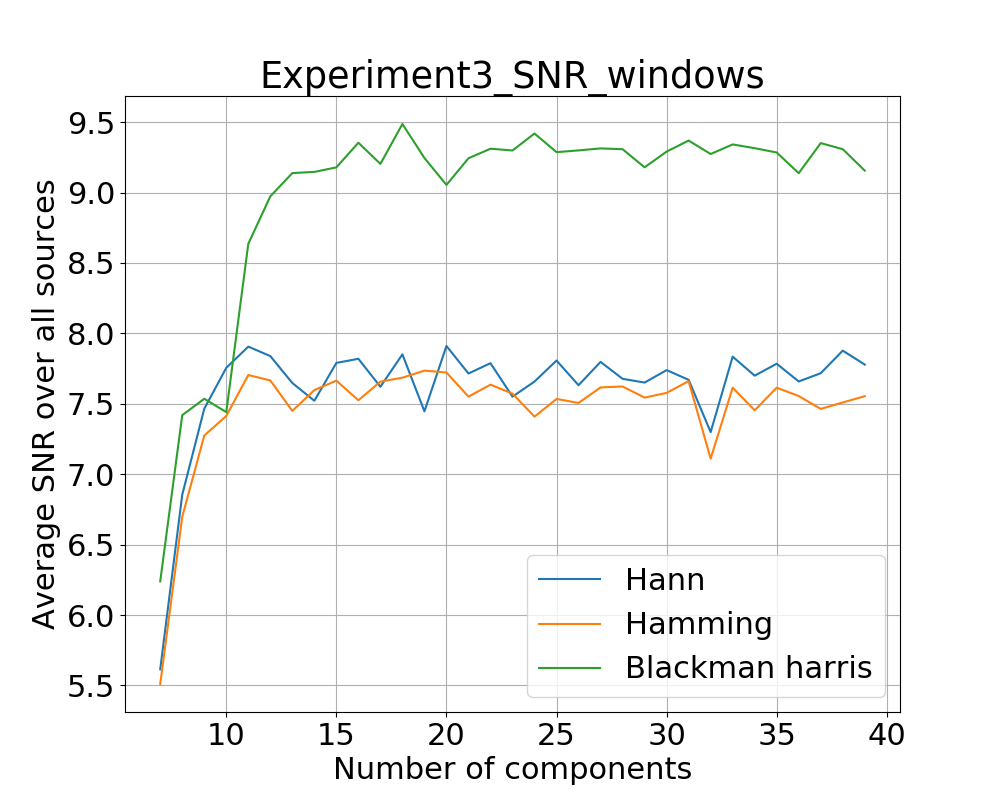 Experiment3_SNR_windows
Average SNR over all sources
9.5
9.0
8.5
8.0
7.5
7.0
6.5
6.0
5.5
Hann
Hamming
Blackman harris
10 15 20 25 30 35 40
Number of components